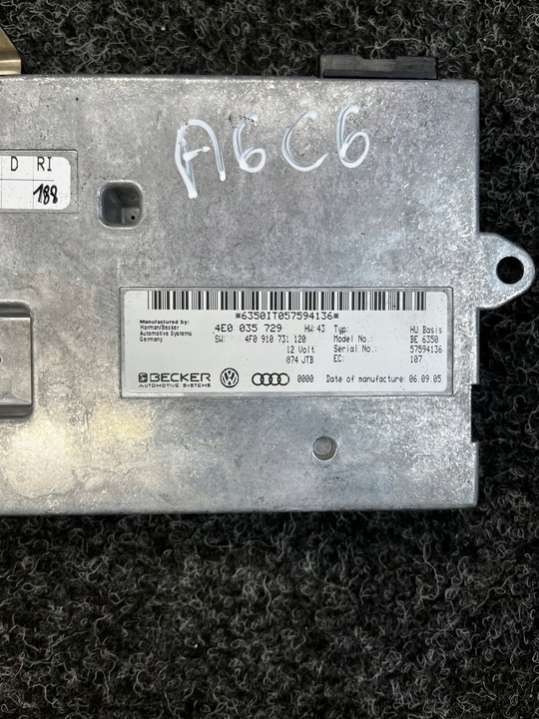 A6C6
D RI
188
*6350IT057594136*
Manufactured by:
Harman/Becker
Automotive Systems
Germany
4E0 035 729 HW: 43 Typ: HU Basis
SW: 4F0 910 731 120 Model No.: BE 6350
12 Volt Serial No.: 57594136
074 JTB EC: 107
BECKER
AUTOMOTIVE SYSTEMS
0000 Date of manufacture: 06.09.05